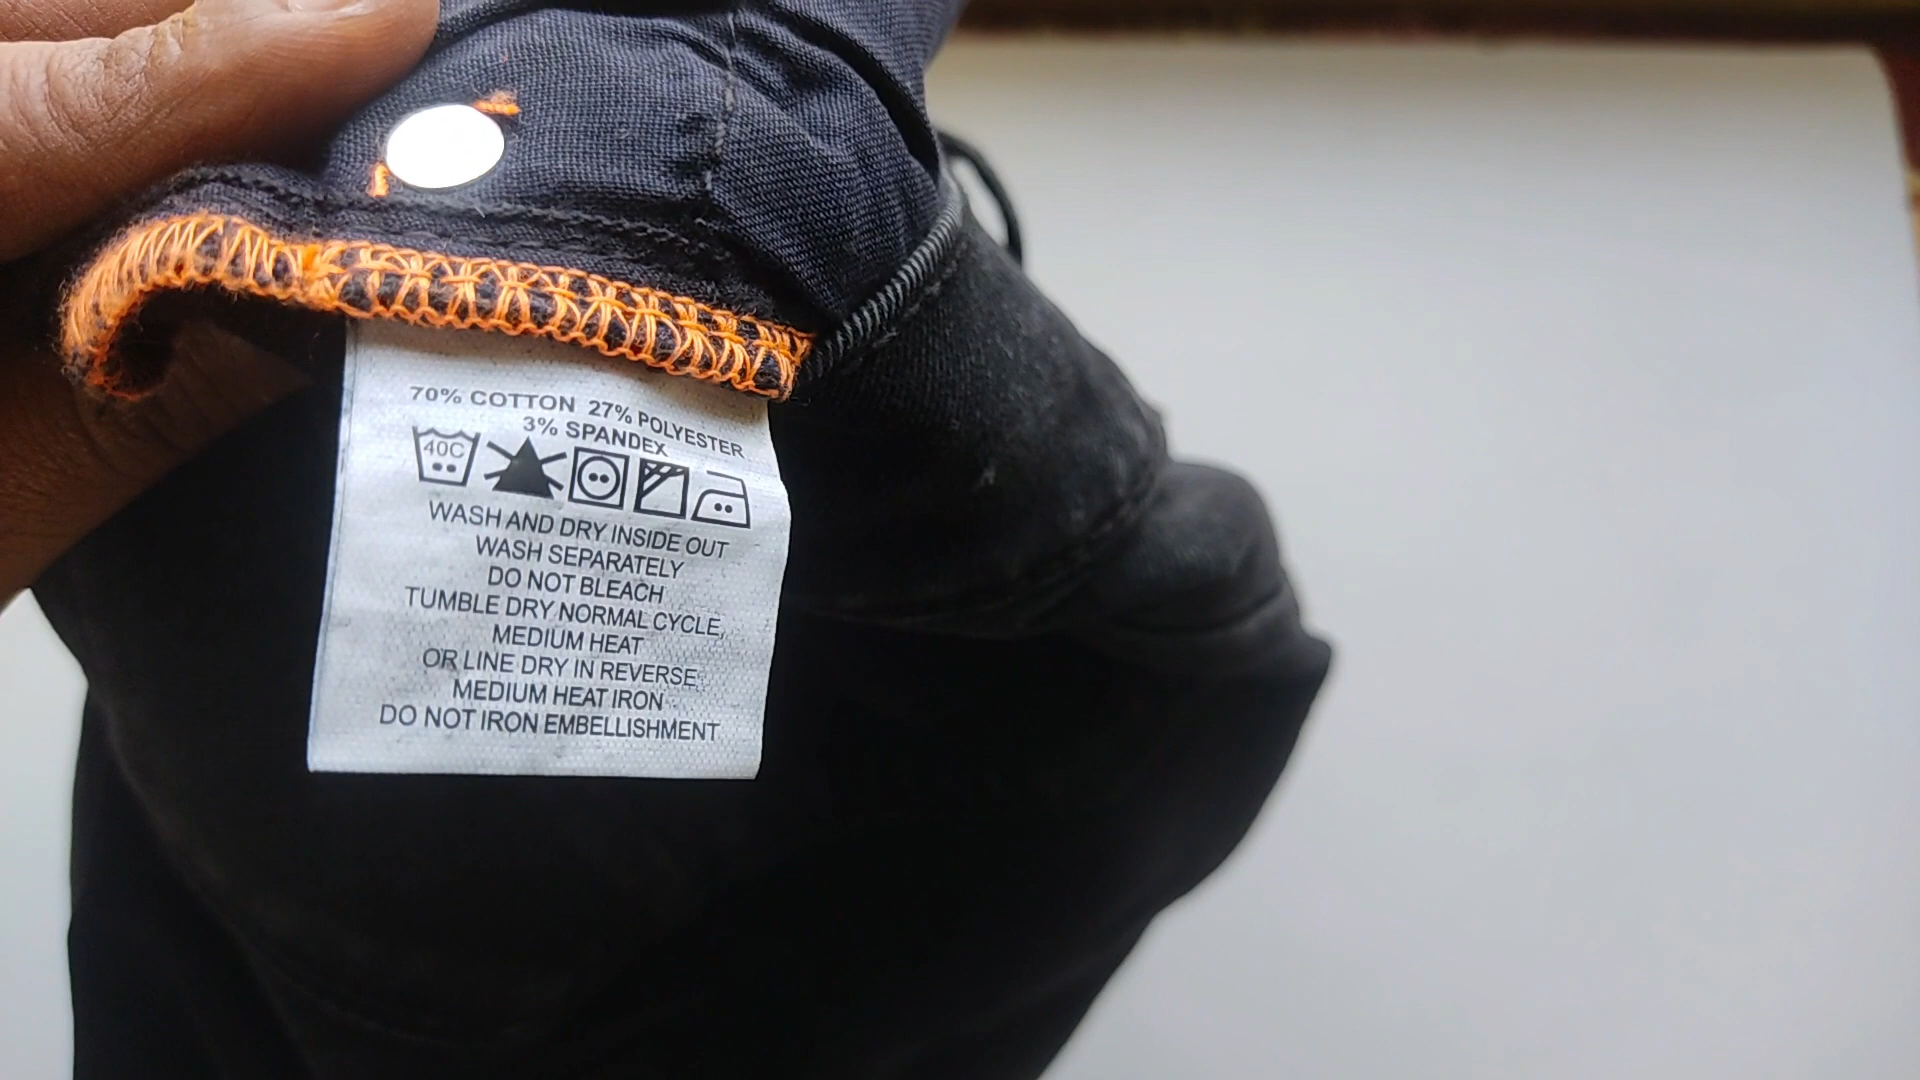 70% COTTON 27% POLYESTER
3% SPANDEX
40C
WASH AND DRY INSIDE OUT
WASH SEPARATELY
DO NOT BLEACH
TUMBLE DRY NORMAL CYCLE,
MEDIUM HEAT
OR LINE DRY IN REVERSE
MEDIUM HEAT IRON
DO NOT IRON EMBELLISHMENT